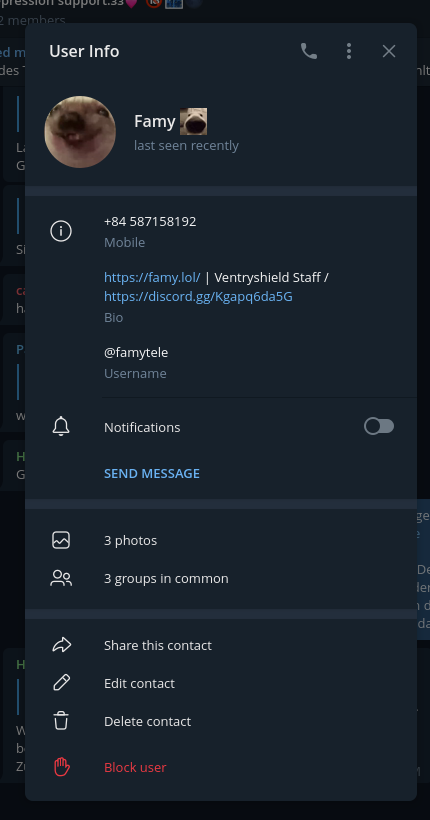 pression support.33
2 members
User Info
Famy
last seen recently
+84 587158192
Mobile
https://famy.lol/ | Ventryshield Staff /
https://discord.gg/Kgapq6da5G
Bio
@famytele
Username
Notifications
SEND MESSAGE
3 photos
3 groups in common
Share this contact
Edit contact
Delete contact
Block user